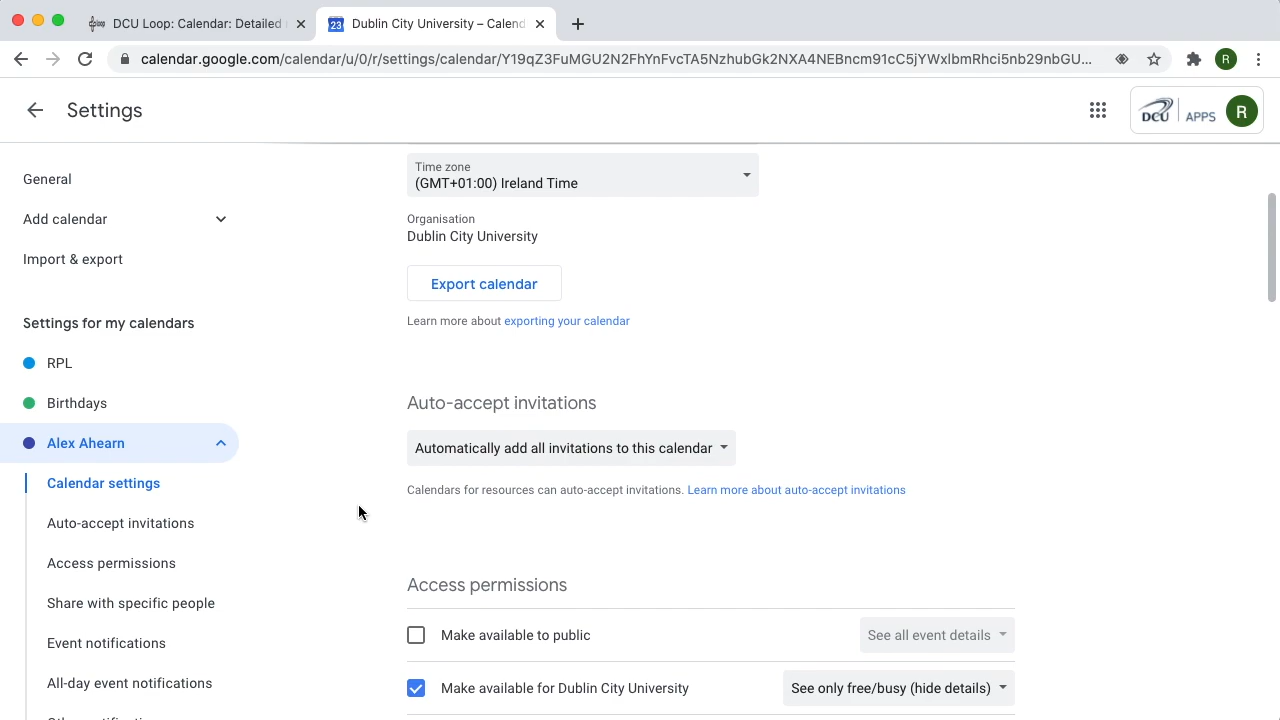 DCU Loop: Calendar: Detailed
Dublin City University – Calend
calendar.google.com/calendar/u/0/r/settings/calendar/Y19qZ3FuMGU2N2FhYnFvcTA5NzhubGk2NXA4NEBncm91cC5jYWxlbmRhci5nb29nbGU...
R
Settings
DCU APPS R
General
Add calendar
Import & export
Settings for my calendars
RPL
Birthdays
Alex Ahearn
Calendar settings
Auto-accept invitations
Access permissions
Share with specific people
Event notifications
All-day event notifications
Time zone
(GMT+01:00) Ireland Time
Organisation
Dublin City University
Export calendar
Learn more about exporting your calendar
Auto-accept invitations
Automatically add all invitations to this calendar
Calendars for resources can auto-accept invitations. Learn more about auto-accept invitations
Access permissions
Make available to public
See all event details
Make available for Dublin City University
See only free/busy (hide details)